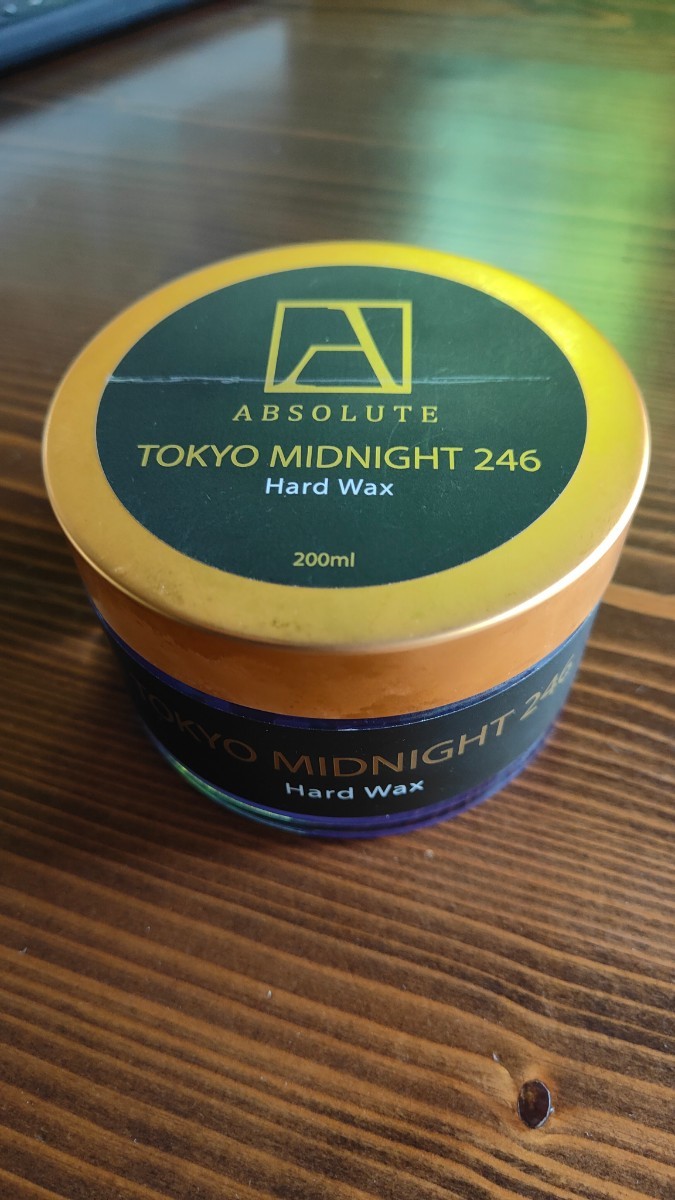 ABSOLUTE
TOKYO MIDNIGHT 246
Hard Wax
200ml
TOKYO MIDNIGHT 246
Hard Wax